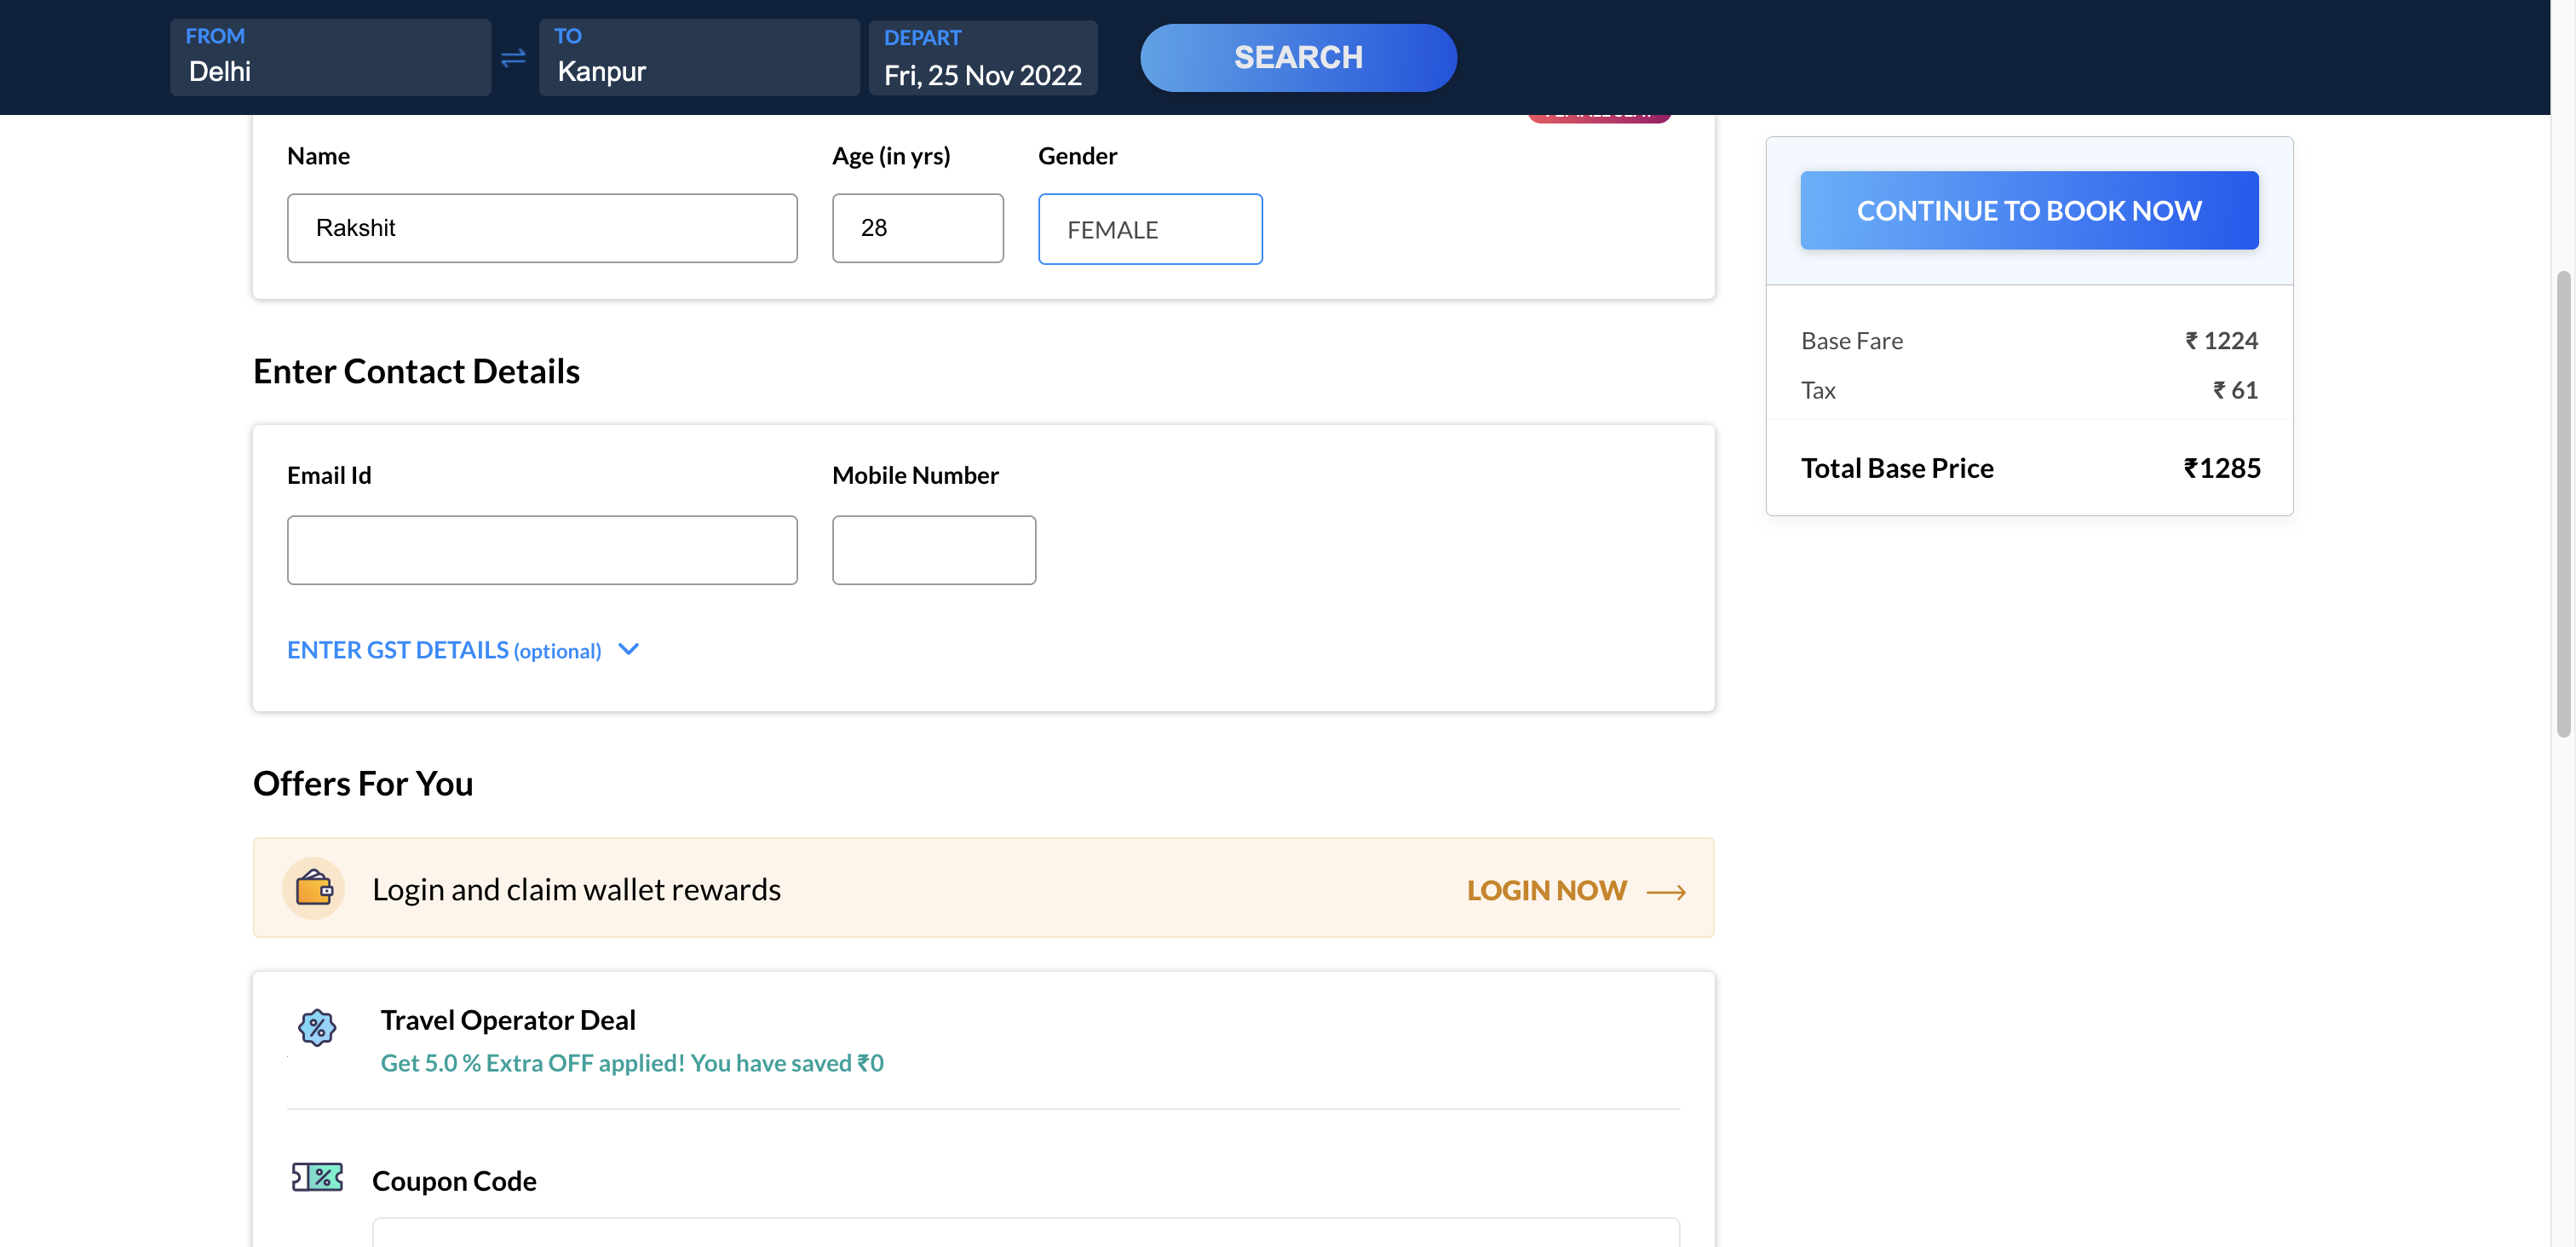 FROM
Delhi
TO
Kanpur
DEPART
Fri, 25 Nov 2022
SEARCH
Name
Age (in yrs)
Gender
Rakshit
28
FEMALE
CONTINUE TO BOOK NOW
Base Fare
₹ 1224
Tax
₹ 61
Total Base Price
₹1285
Enter Contact Details
Email Id
Mobile Number
ENTER GST DETAILS (optional)
Offers For You
Login and claim wallet rewards
LOGIN NOW
Travel Operator Deal
Get 5.0 % Extra OFF applied! You have saved ₹0
Coupon Code